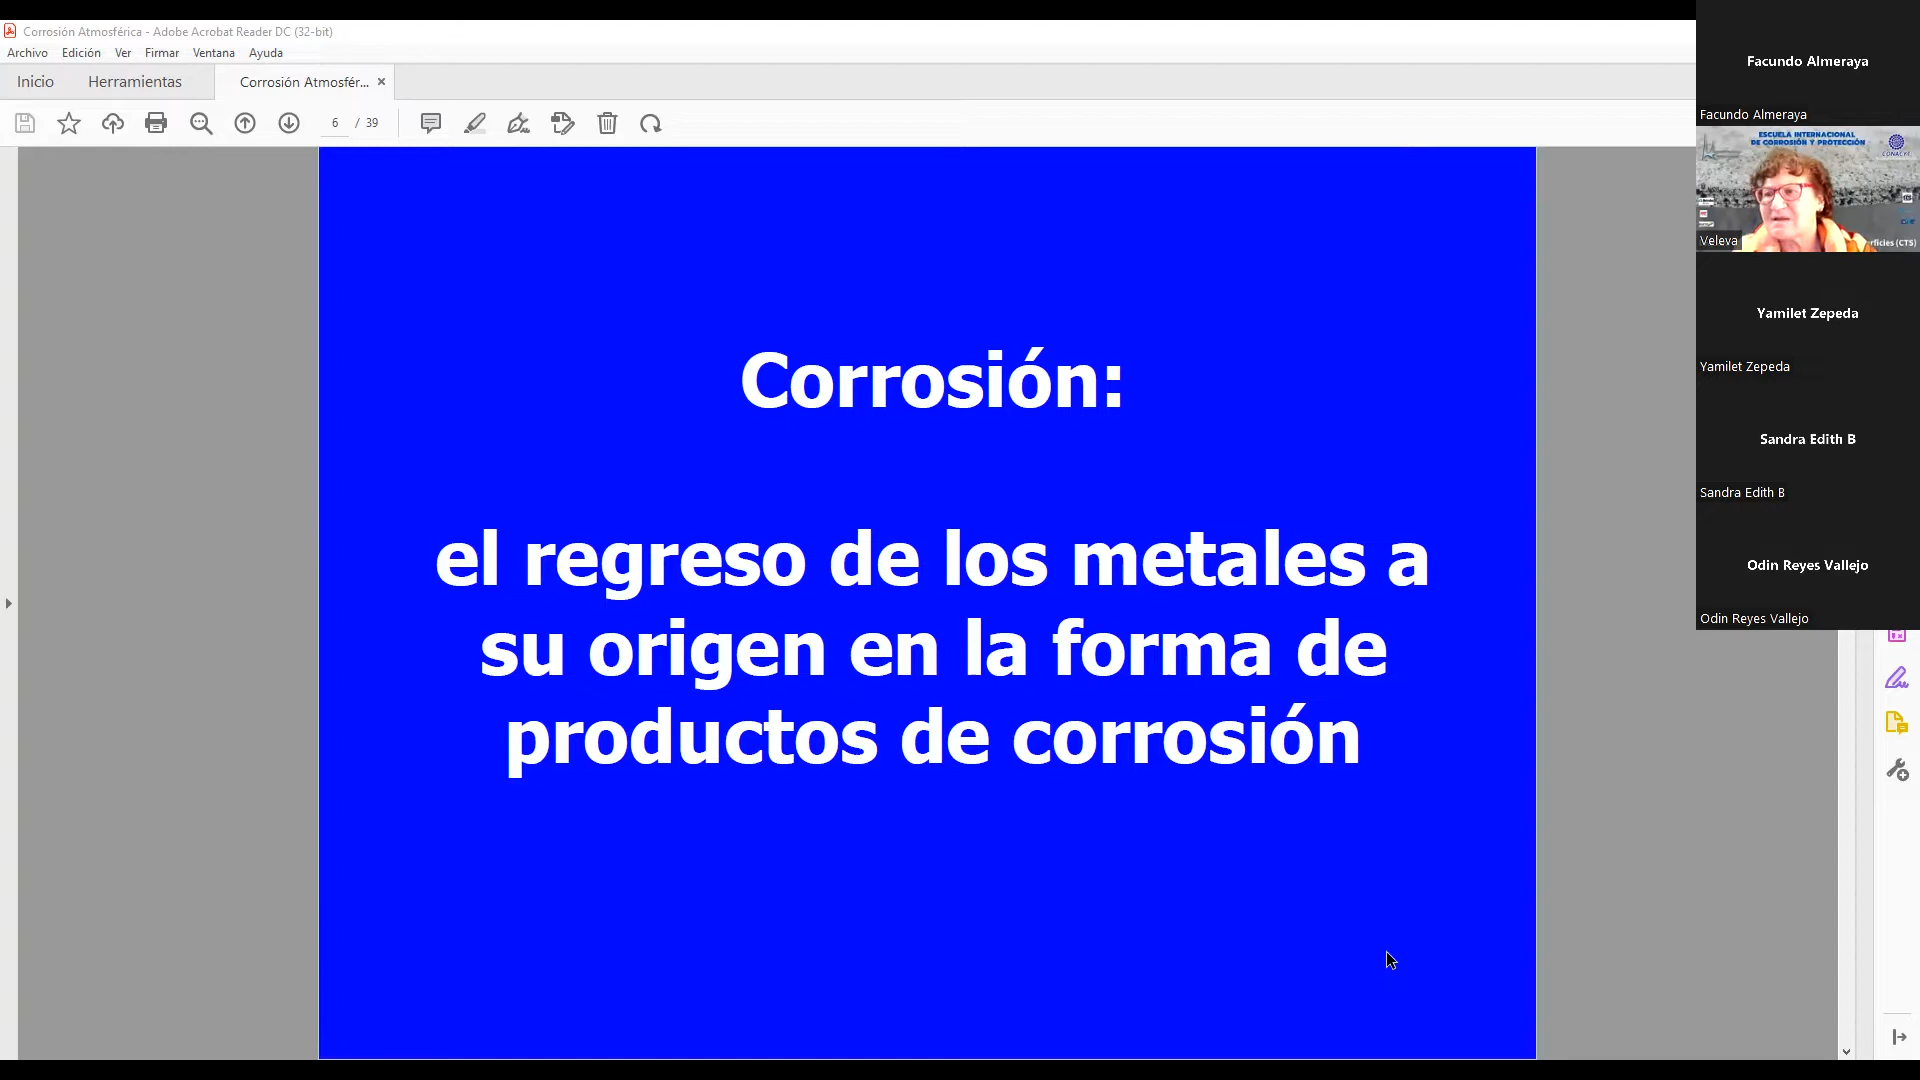 Corrosión Atmosférica - Adobe Acrobat Reader DC (32-bit)
Archivo Edición Ver Firmar Ventana Ayuda
Inicio Herramientas Corrosión Atmosfér... ×
6 / 39
Corrosión:
el regreso de los metales a
su origen en la forma de
productos de corrosión
Facundo Almeraya
Facundo Almeraya
ESCUELA INTERNACIONAL
DE CORROSIÓN Y PROTECCIÓN
CONACYT
Veleva
rficies (CTS)
Yamilet Zepeda
Yamilet Zepeda
Sandra Edith B
Sandra Edith B
Odin Reyes Vallejo
Odin Reyes Vallejo